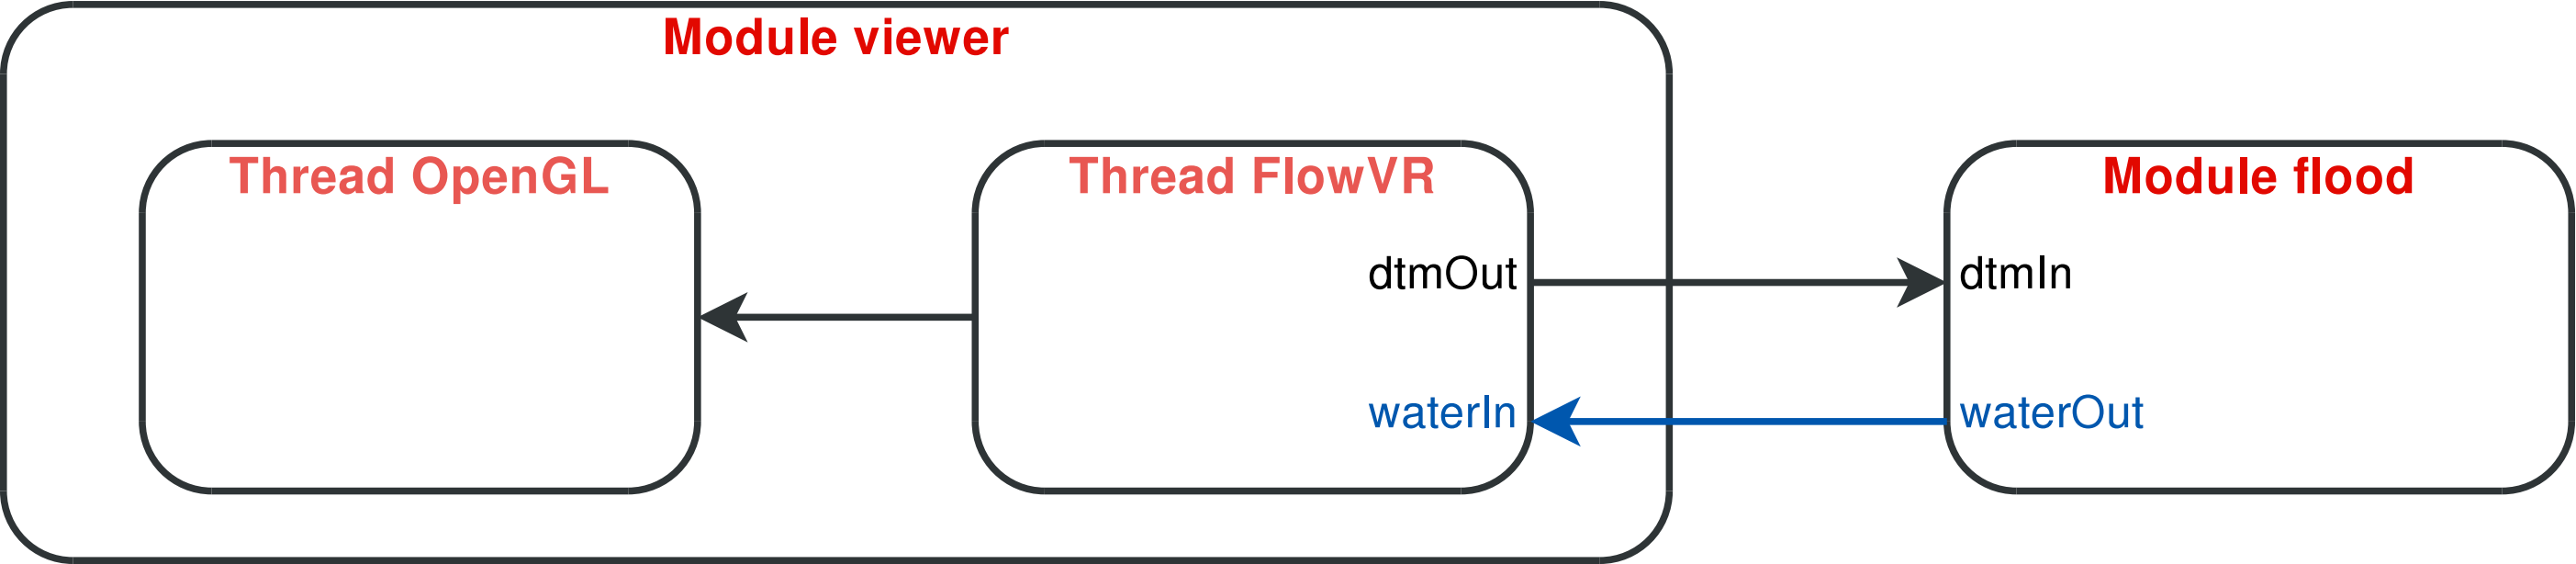 Module viewer
Thread OpenGL
Thread FlowVR
Module flood
dtmOut
dtmIn
waterIn
waterOut